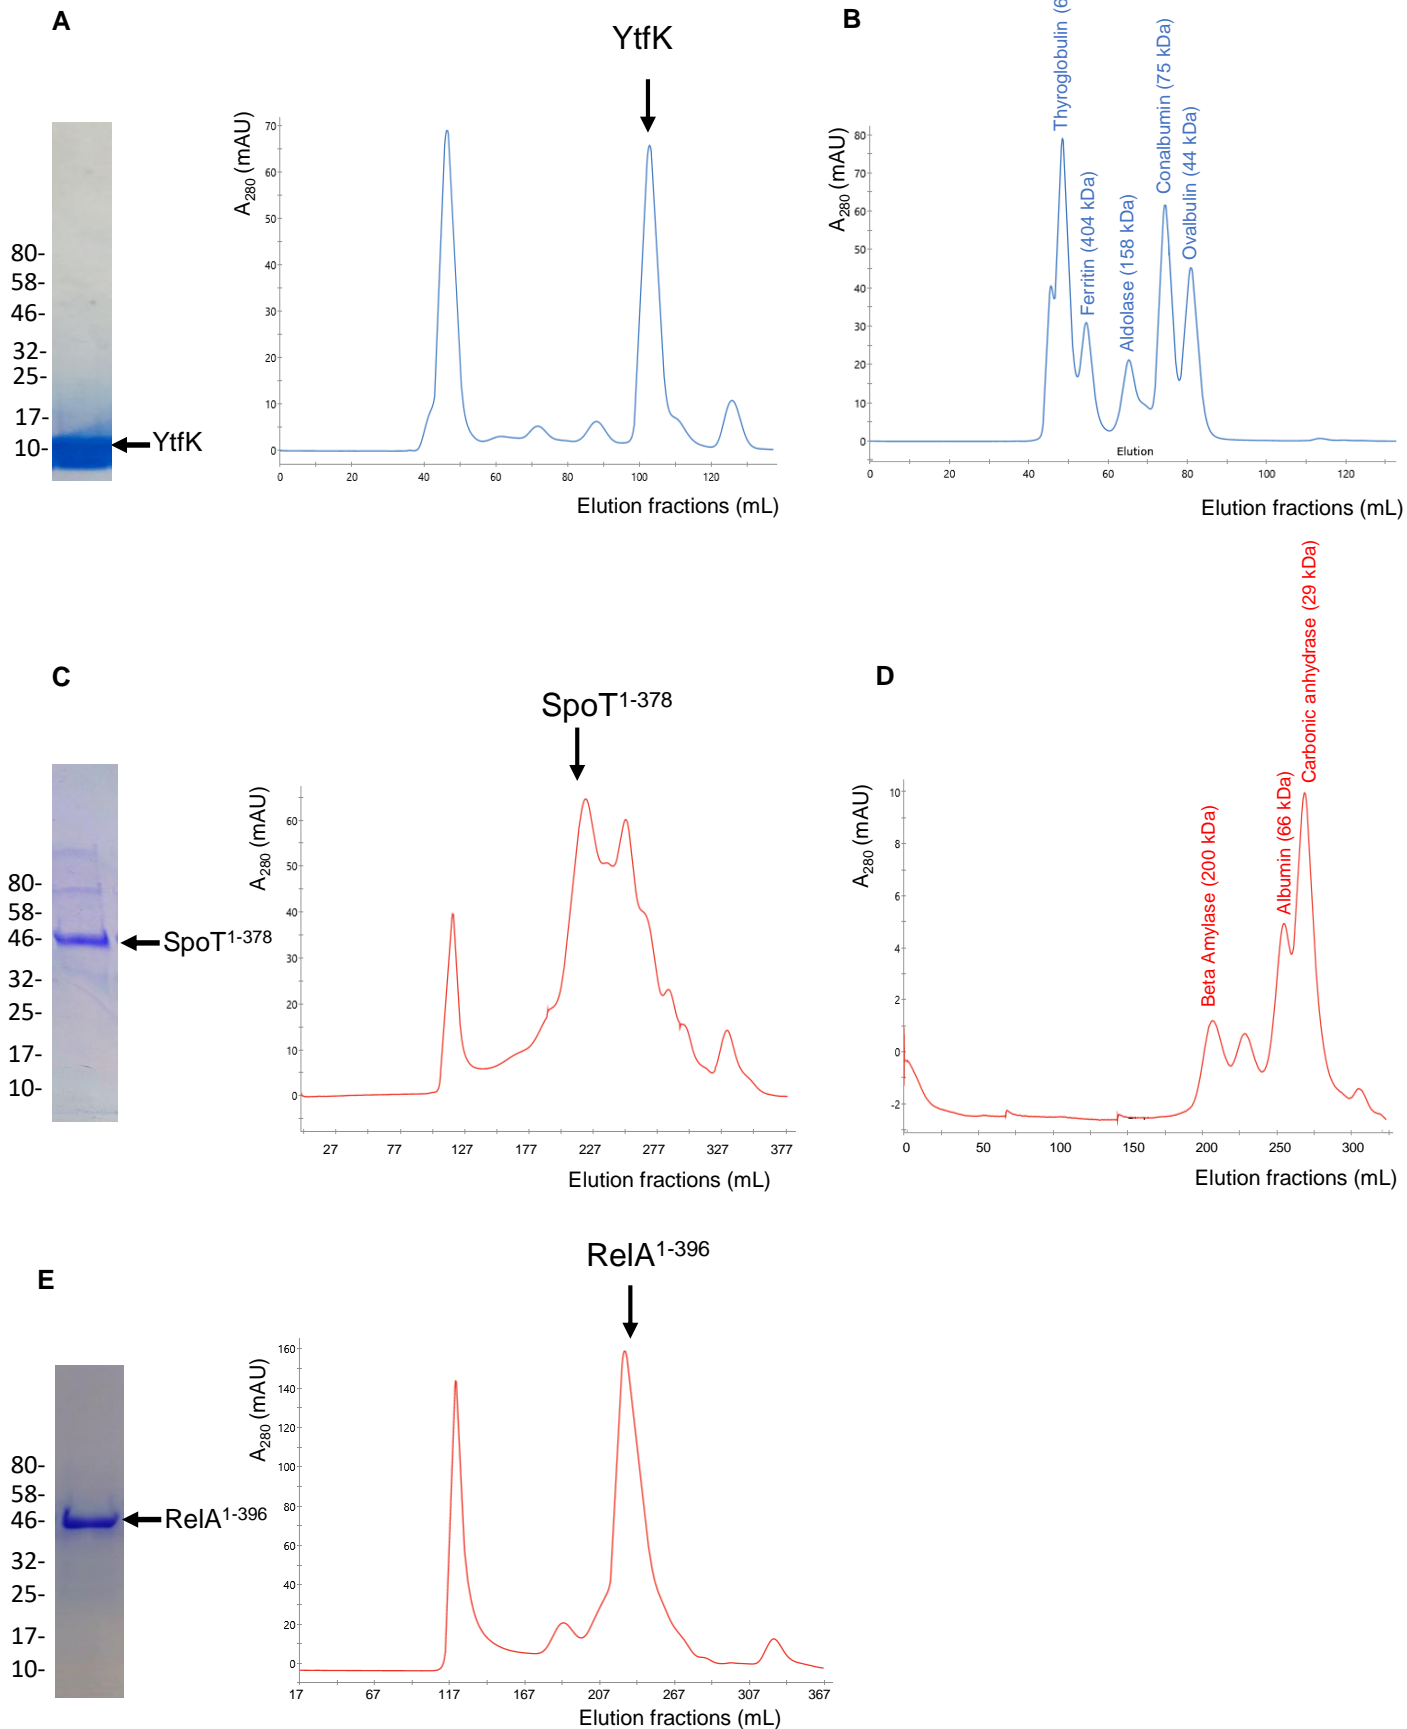 A
YtfK
B
Thyroglobulin (6
Ferritin (404 kDa)
Aldolase (158 kDa)
Conalbumin (75 kDa)
Ovalbulin (44 kDa)
80-
58-
46-
32-
25-
17-
10-
YtfK
A280 (mAU)
70
60
50
40
30
20
10
0
0 20 40 60 80 100 120
Elution fractions (mL)
A280 (mAU)
80
70
60
50
40
30
20
10
0
Elution
0 20 40 60 80 100 120
Elution fractions (mL)
C
SpoT1-378
D
Beta Amylase (200 kDa)
Albumin (66 kDa)
Carbonic anhydrase (29 kDa)
80-
58-
46-
32-
25-
17-
10-
SpoT1-378
A280 (mAU)
60
50
40
30
20
10
0
27 77 127 177 227 277 327 377
Elution fractions (mL)
A280 (mAU)
10
8
6
4
2
0
-2
0 50 100 150 200 250 300
Elution fractions (mL)
E
RelA1-396
80-
58-
46-
32-
25-
17-
10-
RelA1-396
A280 (mAU)
160
140
120
100
80
60
40
20
0
17 67 117 167 207 267 307 367
Elution fractions (mL)